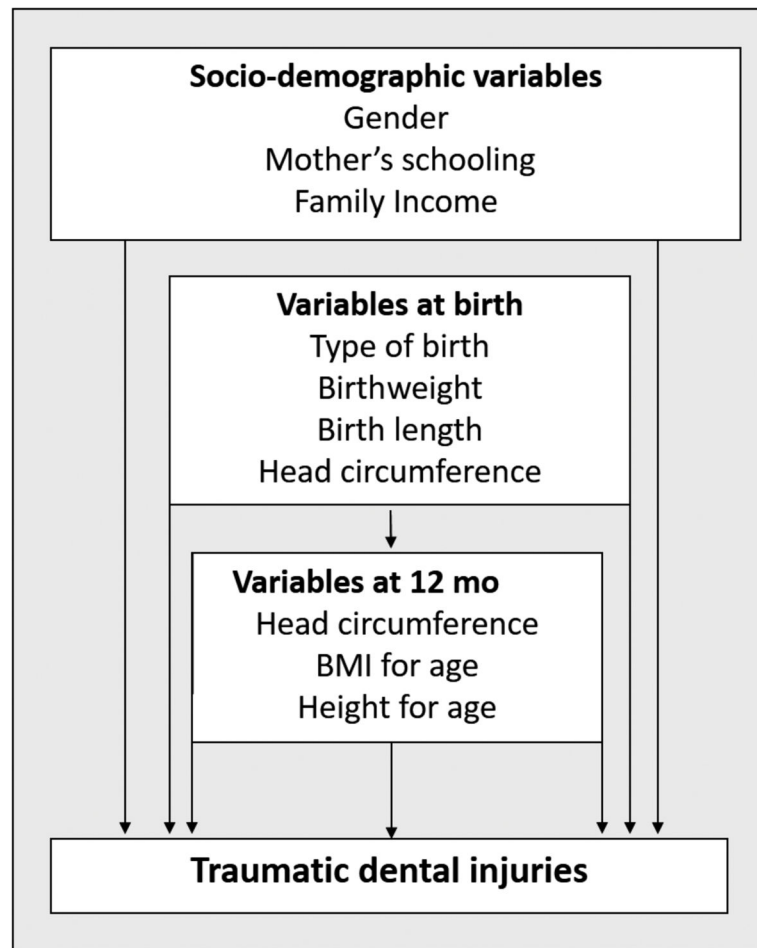 Socio-demographic variables
Gender
Mother’s schooling
Family Income
Variables at birth
Type of birth
Birthweight
Birth length
Head circumference
Variables at 12 mo
Head circumference
BMI for age
Height for age
Traumatic dental injuries